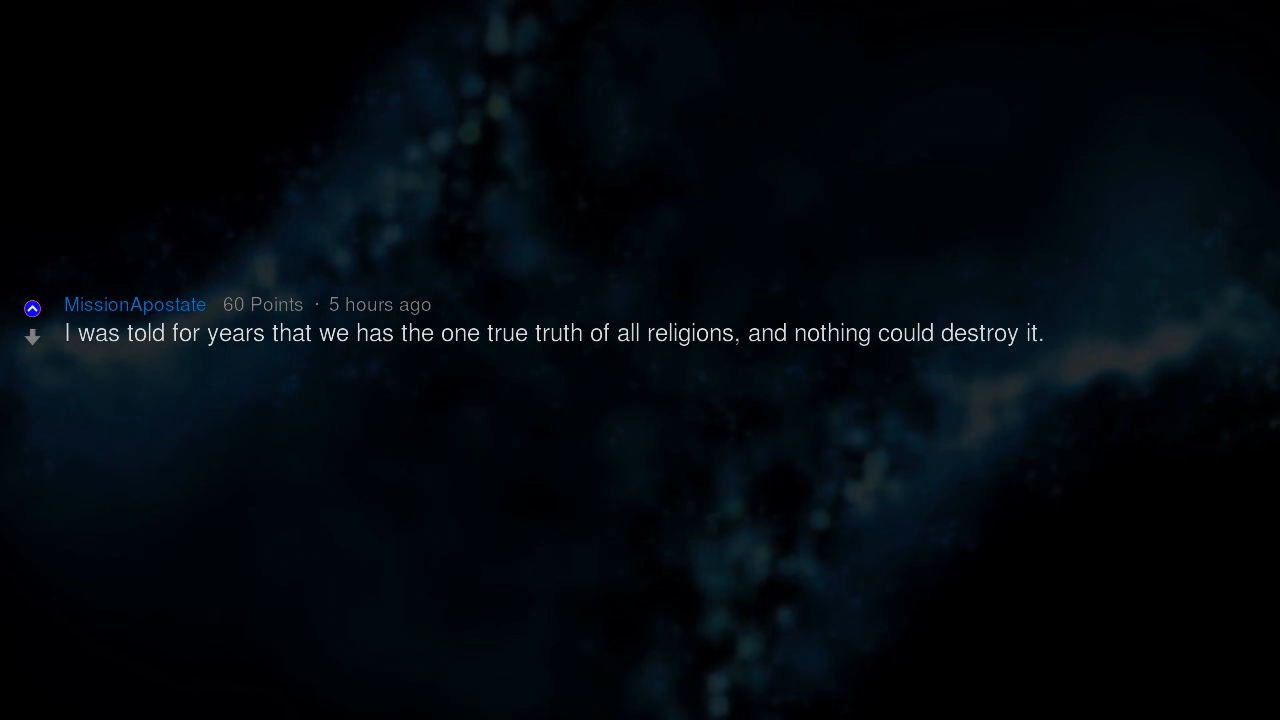 MissionApostate 60 Points · 5 hours ago
I was told for years that we has the one true truth of all religions, and nothing could destroy it.